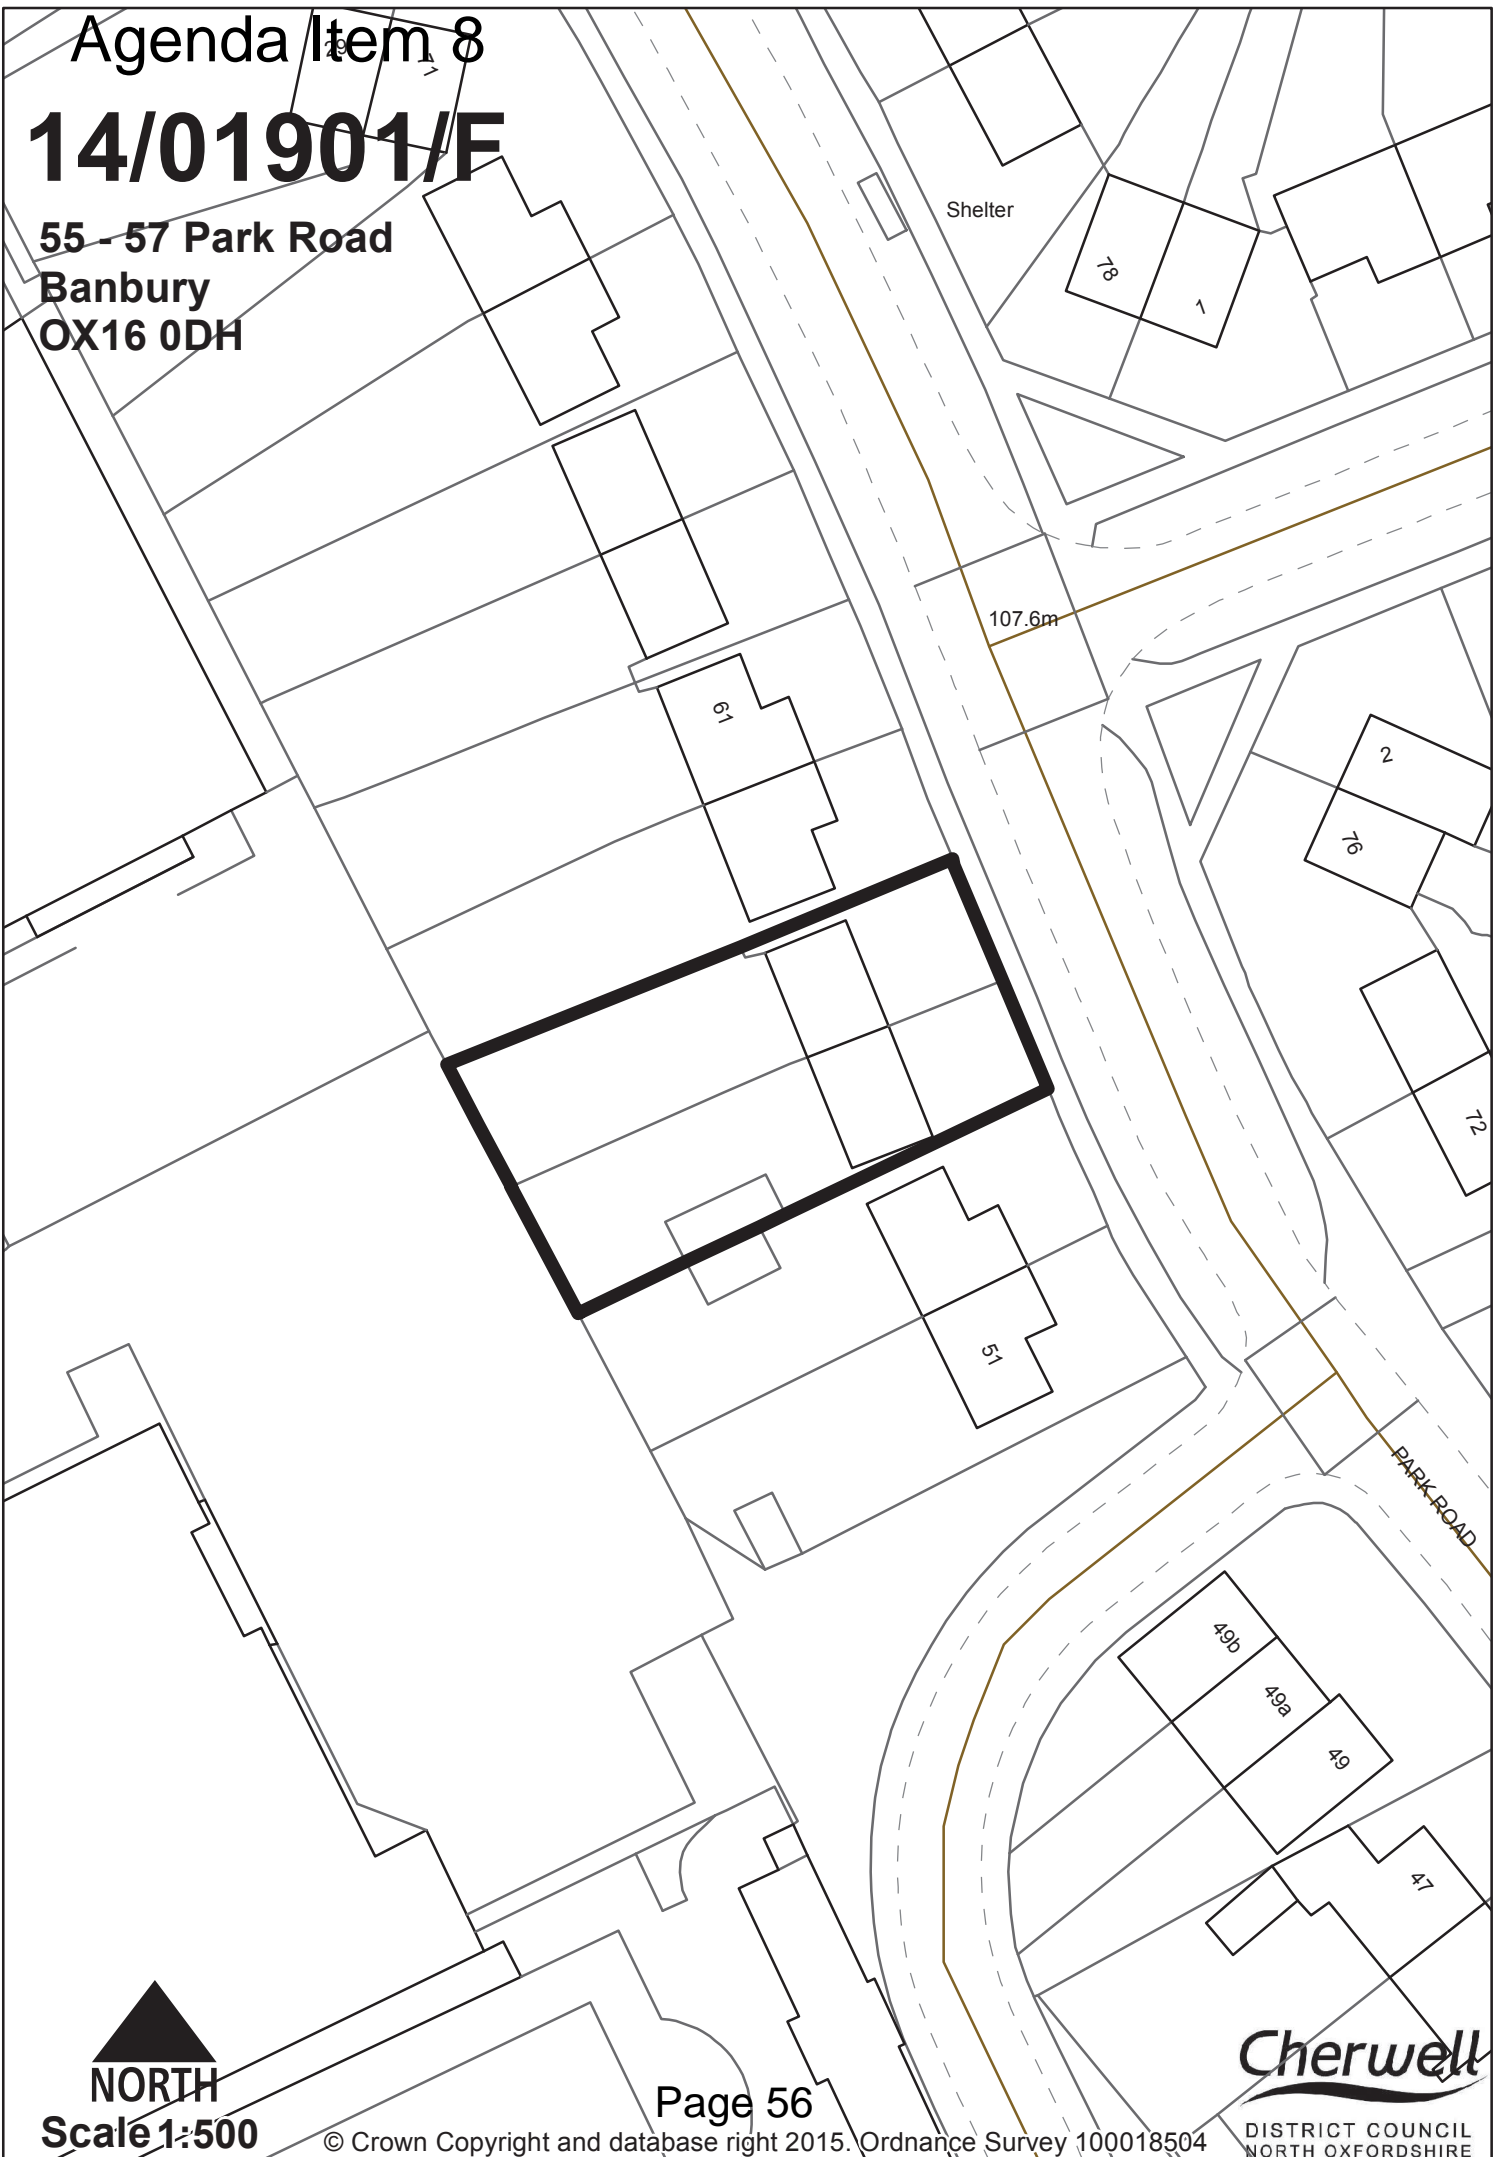 Agenda Item 8
29
71
14/01901/F
55 - 57 Park Road
Banbury
OX16 0DH
Shelter
78
1
107.6m
61
2
76
72
51
PARK ROAD
49b
49a
49
47
NORTH
Scale 1:500
Page 56
© Crown Copyright and database right 2015. Ordnance Survey 100018504
Cherwell
DISTRICT COUNCIL
NORTH OXFORDSHIRE